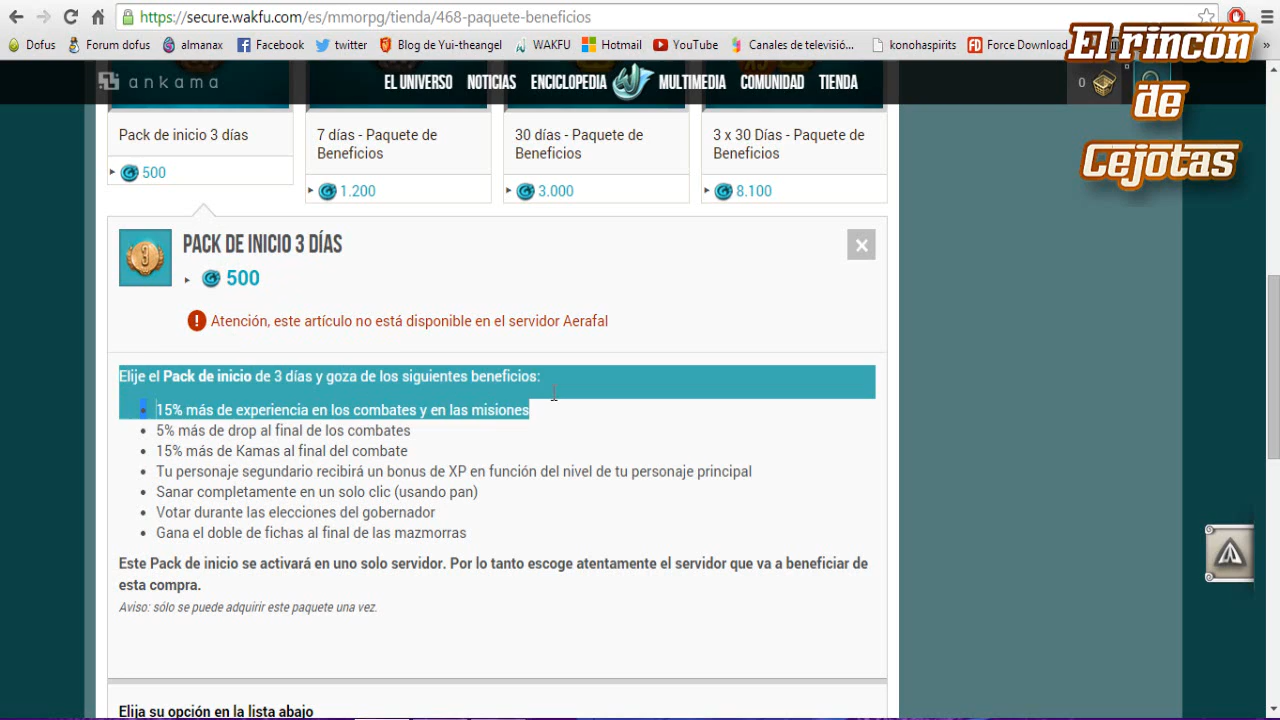 https://secure.wakfu.com/es/mmorpg/tienda/468-paquete-beneficios
Dofus Forum dofus almanax Facebook twitter Blog de Yuirtheangel WAKFU Hotmail YouTube Canales de televisió... konohaspirits Force Download »
El rincón
de
Cejotas
ankama EL UNIVERSO NOTICIAS ENCICLOPEDIA MULTIMEDIA COMUNIDAD TIENDA 0
Pack de inicio 3 días
500
7 días - Paquete de
Beneficios
1.200
30 días - Paquete de
Beneficios
3.000
3 x 30 Días - Paquete de
Beneficios
8.100
3
PACK DE INICIO 3 DÍAS
500
Atención, este artículo no está disponible en el servidor Aerafal
Elije el Pack de inicio de 3 días y goza de los siguientes beneficios:
15% más de experiencia en los combates y en las misiones
5% más de drop al final de los combates
15% más de Kamas al final del combate
Tu personaje segundario recibirá un bonus de XP en función del nivel de tu personaje principal
Sanar completamente en un solo clic (usando pan)
Votar durante las elecciones del gobernador
Gana el doble de fichas al final de las mazmorras
Este Pack de inicio se activará en uno solo servidor. Por lo tanto escoge atentamente el servidor que va a beneficiar de
esta compra.
Aviso: sólo se puede adquirir este paquete una vez.
Elija su opción en la lista abajo